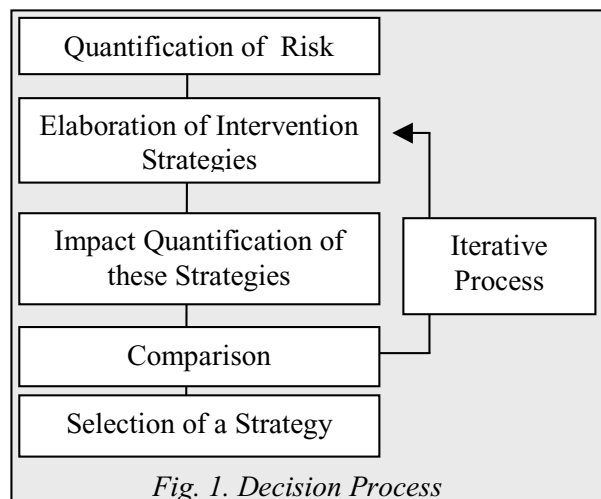 Quantification of Risk
Elaboration of Intervention
Strategies
Impact Quantification of
these Strategies
Iterative
Process
Comparison
Selection of a Strategy
Fig. 1. Decision Process